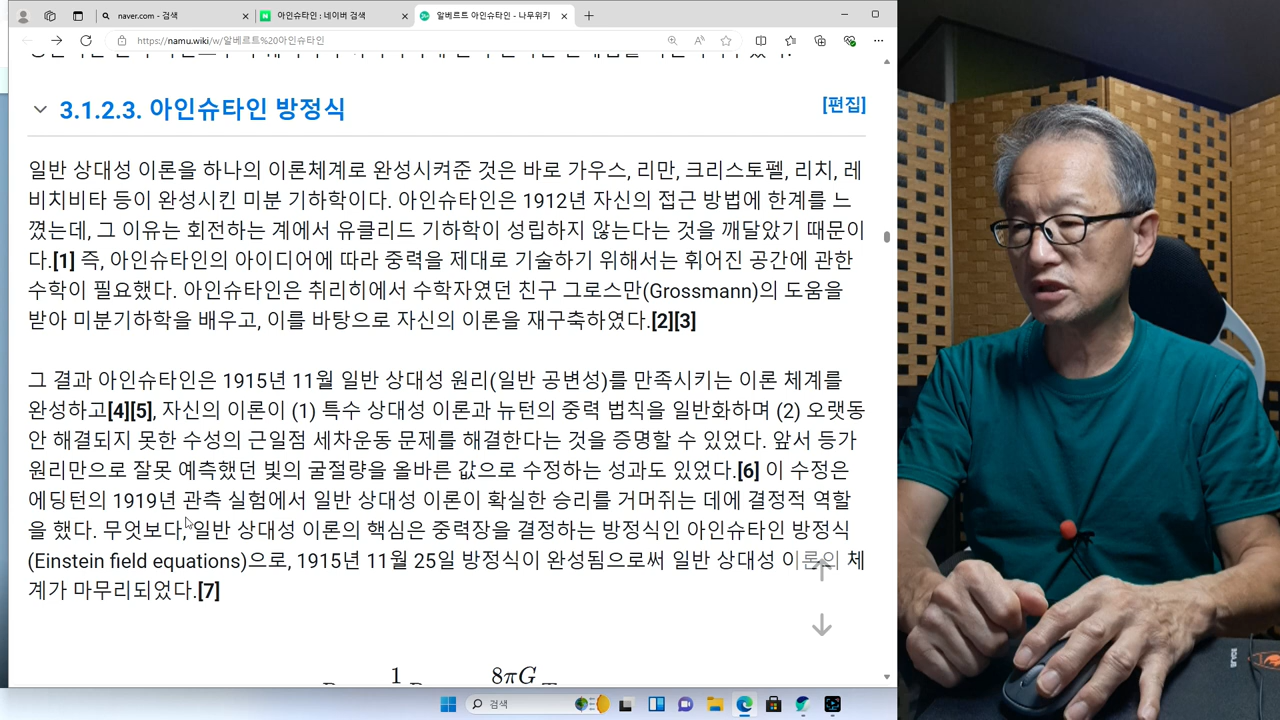 naver.com - 검색
아인슈타인 : 네이버 검색
알베르트 아인슈타인 - 나무위키
https://namu.wiki/w/알베르트%20아인슈타인
3.1.2.3. 아인슈타인 방정식
[편집]
일반 상대성 이론을 하나의 이론체계로 완성시켜준 것은 바로 가우스, 리만, 크리스토펠, 리치, 레
비치비타 등이 완성시킨 미분 기하학이다. 아인슈타인은 1912년 자신의 접근 방법에 한계를 느
꼈는데, 그 이유는 회전하는 계에서 유클리드 기하학이 성립하지 않는다는 것을 깨달았기 때문이
다.[1] 즉, 아인슈타인의 아이디어에 따라 중력을 제대로 기술하기 위해서는 휘어진 공간에 관한
수학이 필요했다. 아인슈타인은 취리히에서 수학자였던 친구 그로스만(Grossmann)의 도움을
받아 미분기하학을 배우고, 이를 바탕으로 자신의 이론을 재구축하였다.[2][3]
그 결과 아인슈타인은 1915년 11월 일반 상대성 원리(일반 공변성)를 만족시키는 이론 체계를
완성하고[4][5], 자신의 이론이 (1) 특수 상대성 이론과 뉴턴의 중력 법칙을 일반화하며 (2) 오랫동
안 해결되지 못한 수성의 근일점 세차운동 문제를 해결한다는 것을 증명할 수 있었다. 앞서 등가
원리만으로 잘못 예측했던 빛의 굴절량을 올바른 값으로 수정하는 성과도 있었다.[6] 이 수정은
에딩턴의 1919년 관측 실험에서 일반 상대성 이론이 확실한 승리를 거머쥐는 데에 결정적 역할
을 했다. 무엇보다, 일반 상대성 이론의 핵심은 중력장을 결정하는 방정식인 아인슈타인 방정식
(Einstein field equations)으로, 1915년 11월 25일 방정식이 완성됨으로써 일반 상대성 이론의 체
계가 마무리되었다.[7]
1 8πG
검색